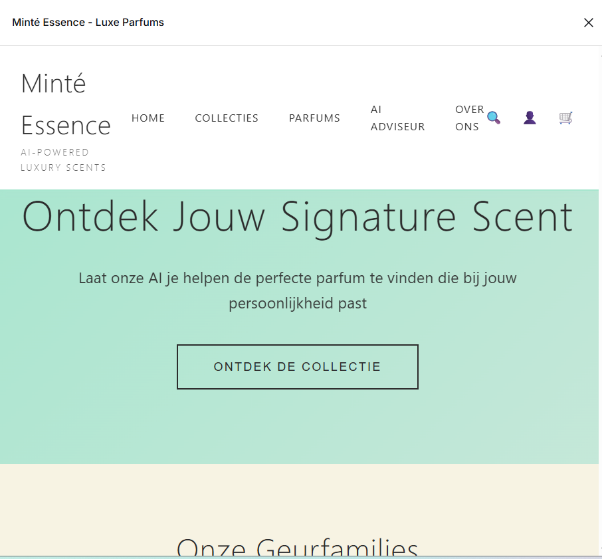 Minté Essence - Luxe Parfums
Minté
Essence
AI-POWERED
LUXURY SCENTS
HOME
COLLECTIES
PARFUMS
AI
ADVISEUR
OVER
ONS
Ontdek Jouw Signature Scent
Laat onze AI je helpen de perfecte parfum te vinden die bij jouw
persoonlijkheid past
ONTDEK DE COLLECTIE
Onze Geurfamilies